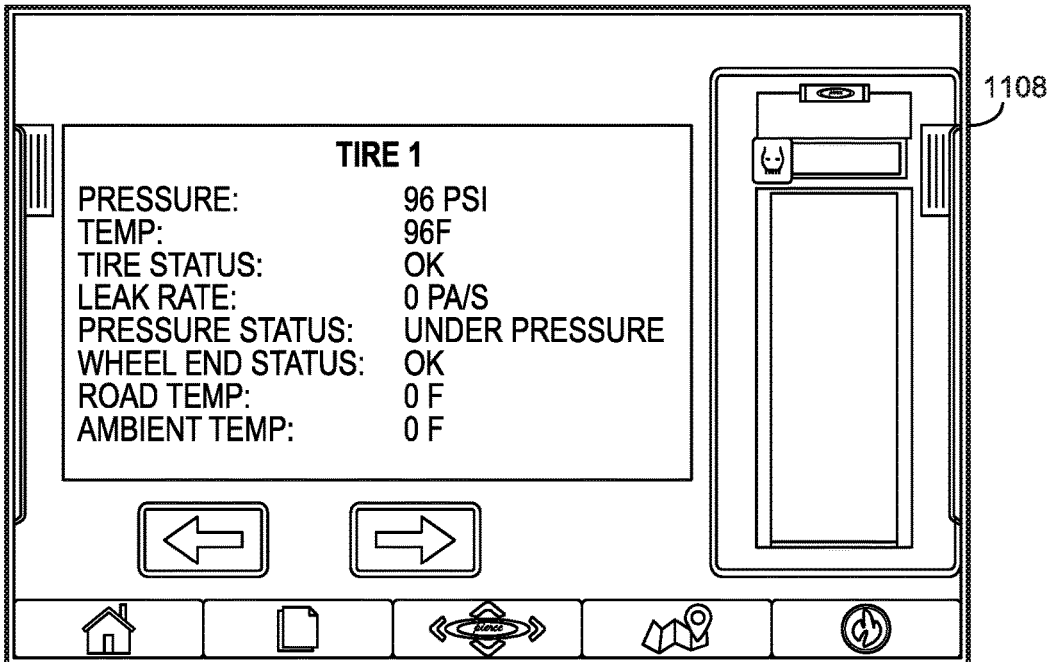 1108
TIRE 1
PRESSURE: 96 PSI
TEMP: 96F
TIRE STATUS: OK
LEAK RATE: 0 PA/S
PRESSURE STATUS: UNDER PRESSURE
WHEEL END STATUS: OK
ROAD TEMP: 0 F
AMBIENT TEMP: 0 F
pierce